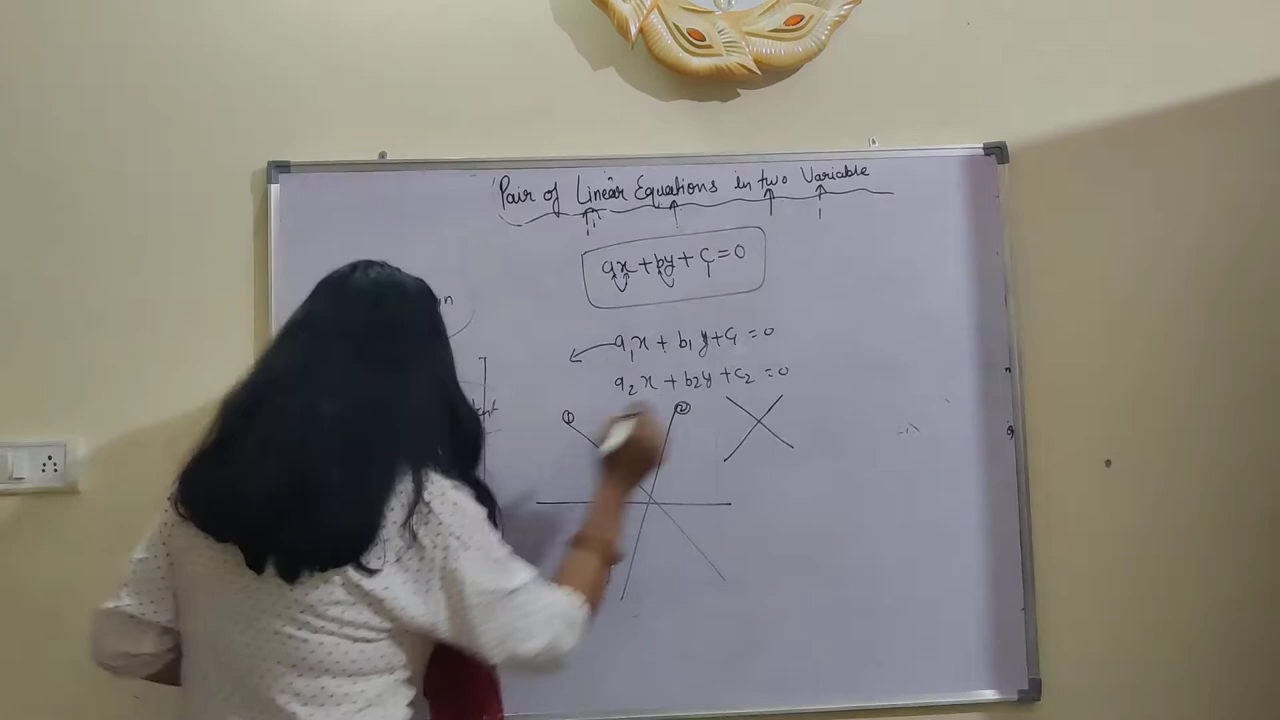 Pair of Linear Equations in two Variable
ax + by + c = 0
a₁x + b₁y + c₁ = 0
a₂x + b₂y + c₂ = 0
① ②